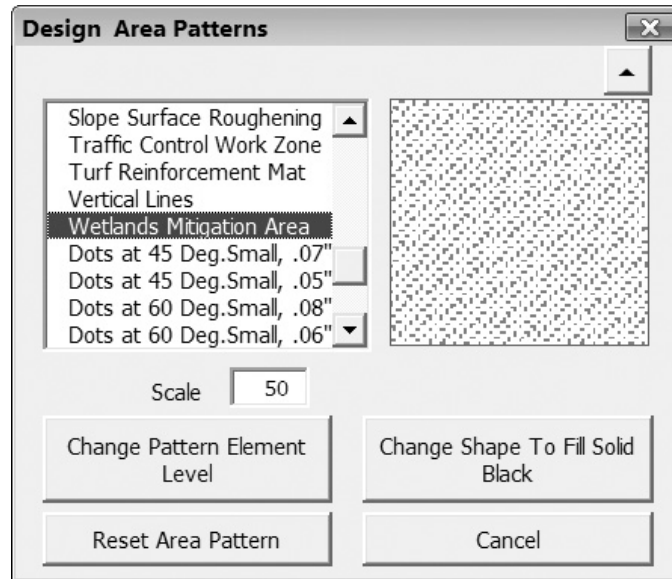 Design Area Patterns
Slope Surface Roughening
Traffic Control Work Zone
Turf Reinforcement Mat
Vertical Lines
Wetlands Mitigation Area
Dots at 45 Deg.Small, .07"
Dots at 45 Deg.Small, .05"
Dots at 60 Deg.Small, .08"
Dots at 60 Deg.Small, .06"
Scale 50
Change Pattern Element
Level
Change Shape To Fill Solid
Black
Reset Area Pattern
Cancel